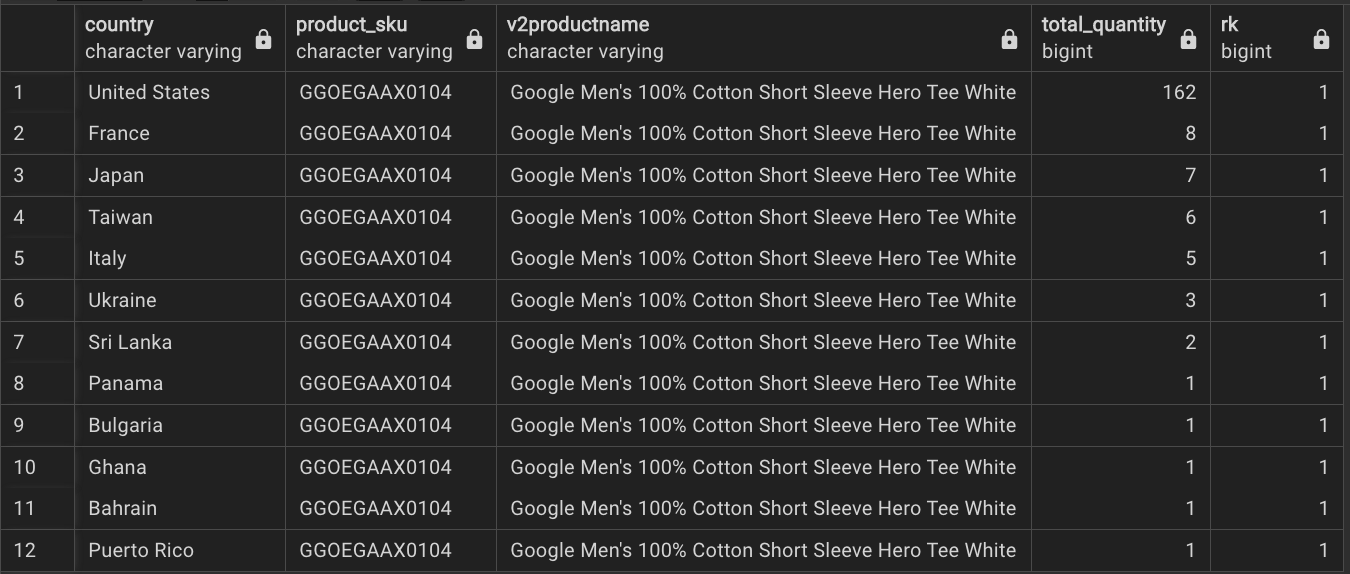 country product_sku v2productname total_quantity rk
character varying character varying character varying bigint bigint
1 United States GGOEGAAX0104 Google Men's 100% Cotton Short Sleeve Hero Tee White 162 1
2 France GGOEGAAX0104 Google Men's 100% Cotton Short Sleeve Hero Tee White 8 1
3 Japan GGOEGAAX0104 Google Men's 100% Cotton Short Sleeve Hero Tee White 7 1
4 Taiwan GGOEGAAX0104 Google Men's 100% Cotton Short Sleeve Hero Tee White 6 1
5 Italy GGOEGAAX0104 Google Men's 100% Cotton Short Sleeve Hero Tee White 5 1
6 Ukraine GGOEGAAX0104 Google Men's 100% Cotton Short Sleeve Hero Tee White 3 1
7 Sri Lanka GGOEGAAX0104 Google Men's 100% Cotton Short Sleeve Hero Tee White 2 1
8 Panama GGOEGAAX0104 Google Men's 100% Cotton Short Sleeve Hero Tee White 1 1
9 Bulgaria GGOEGAAX0104 Google Men's 100% Cotton Short Sleeve Hero Tee White 1 1
10 Ghana GGOEGAAX0104 Google Men's 100% Cotton Short Sleeve Hero Tee White 1 1
11 Bahrain GGOEGAAX0104 Google Men's 100% Cotton Short Sleeve Hero Tee White 1 1
12 Puerto Rico GGOEGAAX0104 Google Men's 100% Cotton Short Sleeve Hero Tee White 1 1